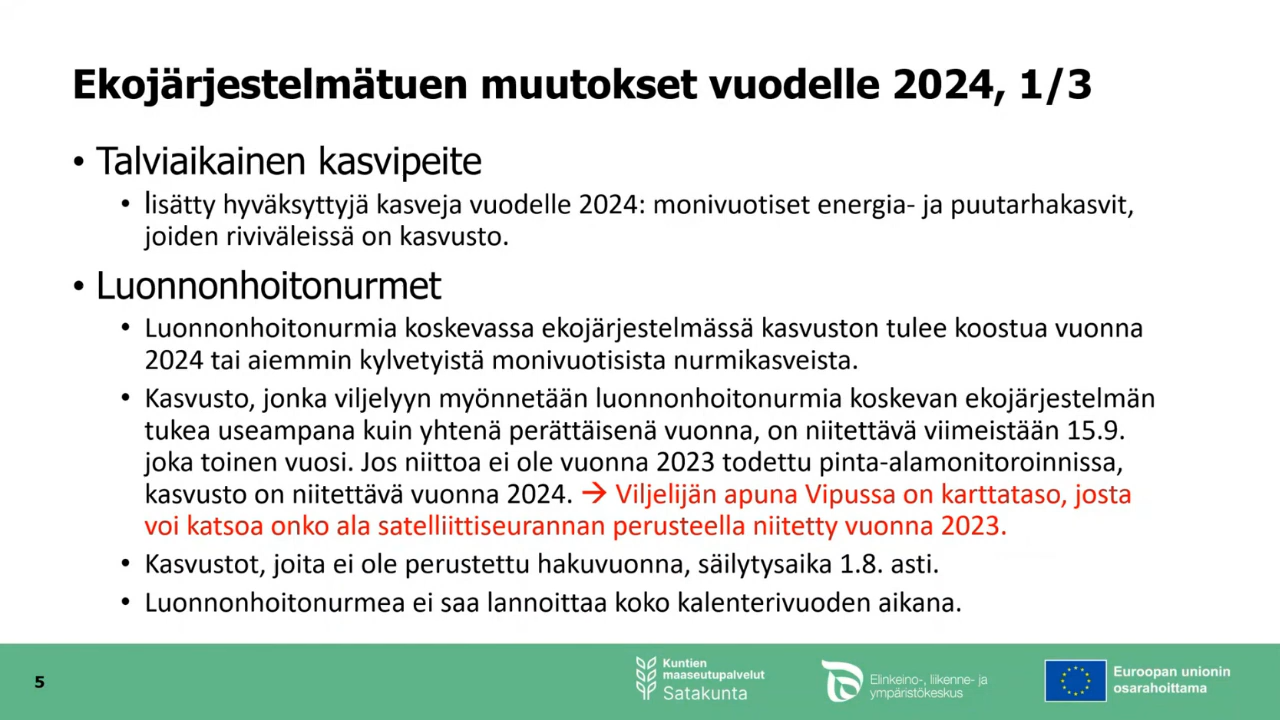 Ekojärjestelmätuen muutokset vuodelle 2024, 1/3
• Talviaikainen kasvipeite
• lisätty hyväksyttyjä kasveja vuodelle 2024: monivuotiset energia- ja puutarhakasvit,
joiden riviväleissä on kasvusto.
• Luonnonhoitonurmet
• Luonnonhoitonurmia koskevassa ekojärjestelmässä kasvuston tulee koostua vuonna
2024 tai aiemmin kylvetyistä monivuotisista nurmikasveista.
• Kasvusto, jonka viljelyyn myönnetään luonnonhoitonurmia koskevan ekojärjestelmän
tukea useampana kuin yhtenä perättäisenä vuonna, on niitettävä viimeistään 15.9.
joka toinen vuosi. Jos niittoa ei ole vuonna 2023 todettu pinta-alamonitoroinnissa,
kasvusto on niitettävä vuonna 2024. → Viljelijän apuna Vipussa on karttataso, josta
voi katsoa onko ala satelliittiseurannan perusteella niitetty vuonna 2023.
• Kasvustot, joita ei ole perustettu hakuvuonna, säilytysaika 1.8. asti.
• Luonnonhoitonurmea ei saa lannoittaa koko kalenterivuoden aikana.
5
Kuntien
maaseutupalvelut
Satakunta
Elinkeino-, liikenne- ja
ympäristökeskus
Euroopan unionin
osarahoittama